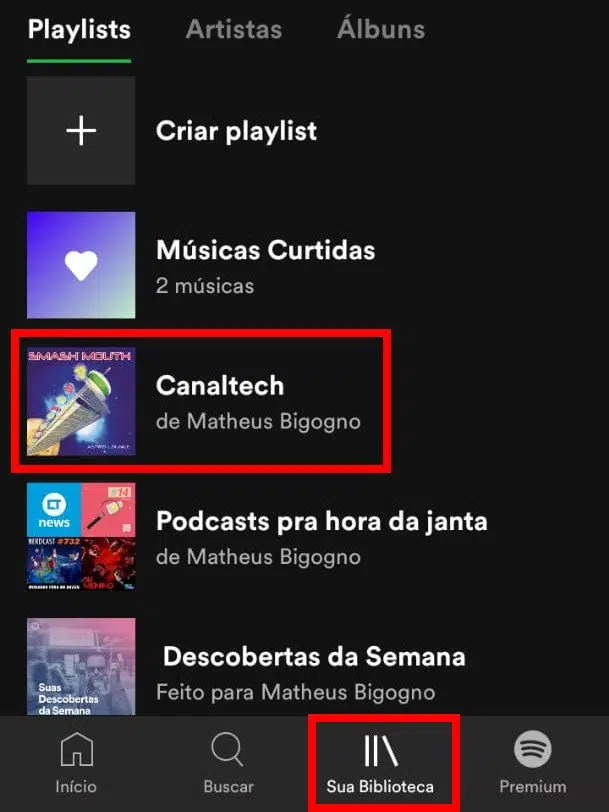 Playlists Artistas Álbuns
Criar playlist
Músicas Curtidas
2 músicas
SMASH MOUTH
ASTRO LOUNGE
Canaltech
de Matheus Bigogno
CT
news
#14
NERDCAST #732
Podcasts pra hora da janta
de Matheus Bigogno
Suas
Descobertas
da Semana
Descobertas da Semana
Feito para Matheus Bigogno
Início Buscar Sua Biblioteca Premium